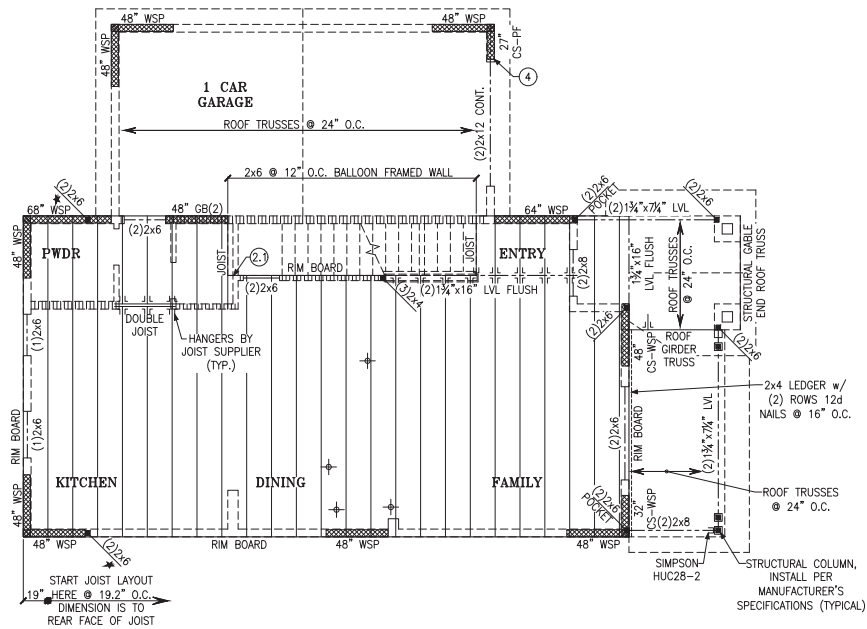 48" WSP
48" WSP
48" WSP
27"
CS-PF
4
1 CAR
GARAGE
ROOF TRUSSES @ 24" O.C.
(2)2x12 CONT.
2x6 @ 12" O.C. BALLOON FRAMED WALL
(2)2x6
68" WSP
48" GB(2)
64" WSP
(2)2x6
POCKET
(2)1¾"x7¼" LVL
(2)2x6
48" WSP
PWDR
(2)2x6
JOIST
2.1
RIM BOARD
JOIST
ENTRY
(2)2x8
1¾"x16"
LVL FLUSH
ROOF TRUSSES
@ 24" O.C.
STRUCTURAL GABLE
END ROOF TRUSS
(2)2x6
(2)1¾"x16" LVL FLUSH
(3)2x4
DOUBLE
JOIST
HANGERS BY
JOIST SUPPLIER
(TYP.)
(1)2x6
(2)2x6
48"
CS-WSP
ROOF
GIRDER
TRUSS
(2)2x6
2x4 LEDGER w/
(2) ROWS 12d
NAILS @ 16" O.C.
(1)2x6
RIM BOARD
(2)2x6
RIM BOARD
(2)1¾"x7¼" LVL
KITCHEN
DINING
FAMILY
ROOF TRUSSES
@ 24" O.C.
48" WSP
(2)2x6
POCKET
32"
CS-WSP
(2)2x8
48" WSP
RIM BOARD
48" WSP
48" WSP
(2)2x6
SIMPSON
HUC28-2
STRUCTURAL COLUMN,
INSTALL PER
MANUFACTURER'S
SPECIFICATIONS (TYPICAL)
START JOIST LAYOUT
19" HERE @ 19.2" O.C.
DIMENSION IS TO
REAR FACE OF JOIST